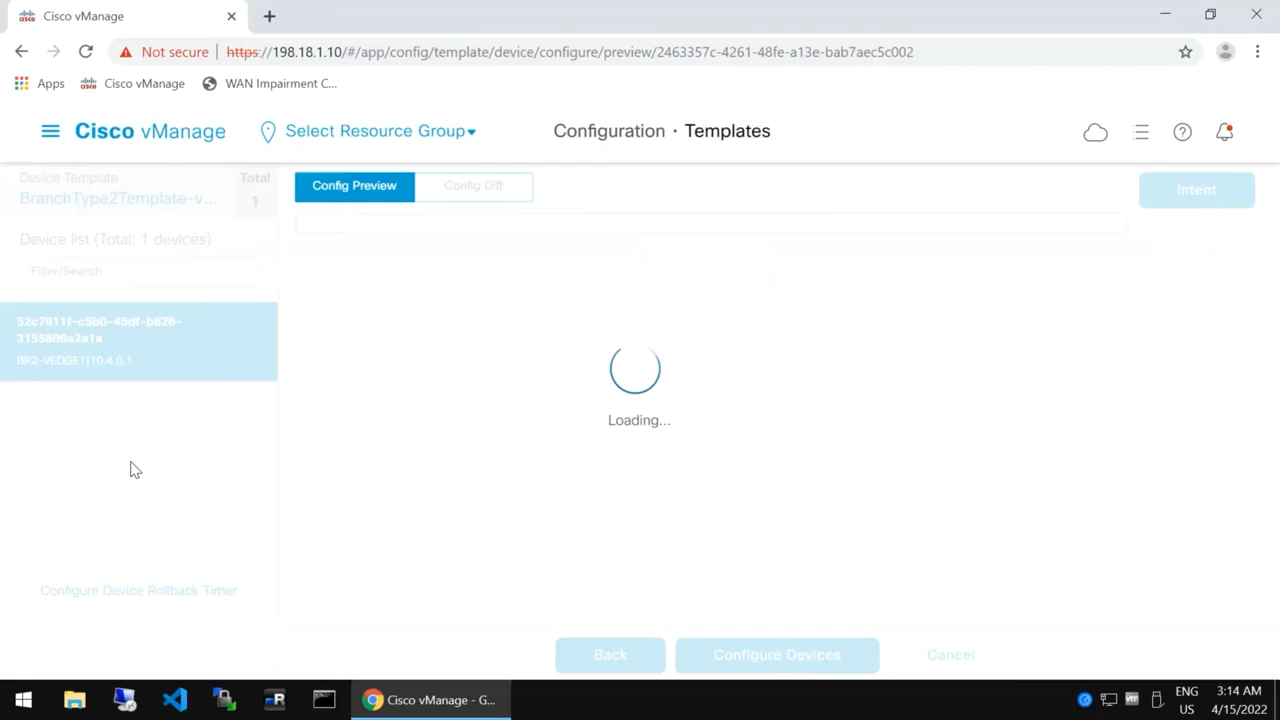 Cisco vManage
Not secure
https://198.18.1.10/#/app/config/template/device/configure/preview/2463357c-4261-48fe-a13e-bab7aec5c002
Apps
Cisco vManage
WAN Impairment C...
Cisco vManage
Select Resource Group
Configuration · Templates
Device Template
Total
BranchType2Template-v...
1
Config Preview
Config Diff
Intent
Device list (Total: 1 devices)
Filter/Search
52c7911f-c5b0-45df-b826-
3155809a2a1a
BR2-VEDGE1|10.4.0.1
Loading...
Configure Device Rollback Timer
Back
Configure Devices
Cancel
Cisco vManage - G...
ENG
US
3:14 AM
4/15/2022